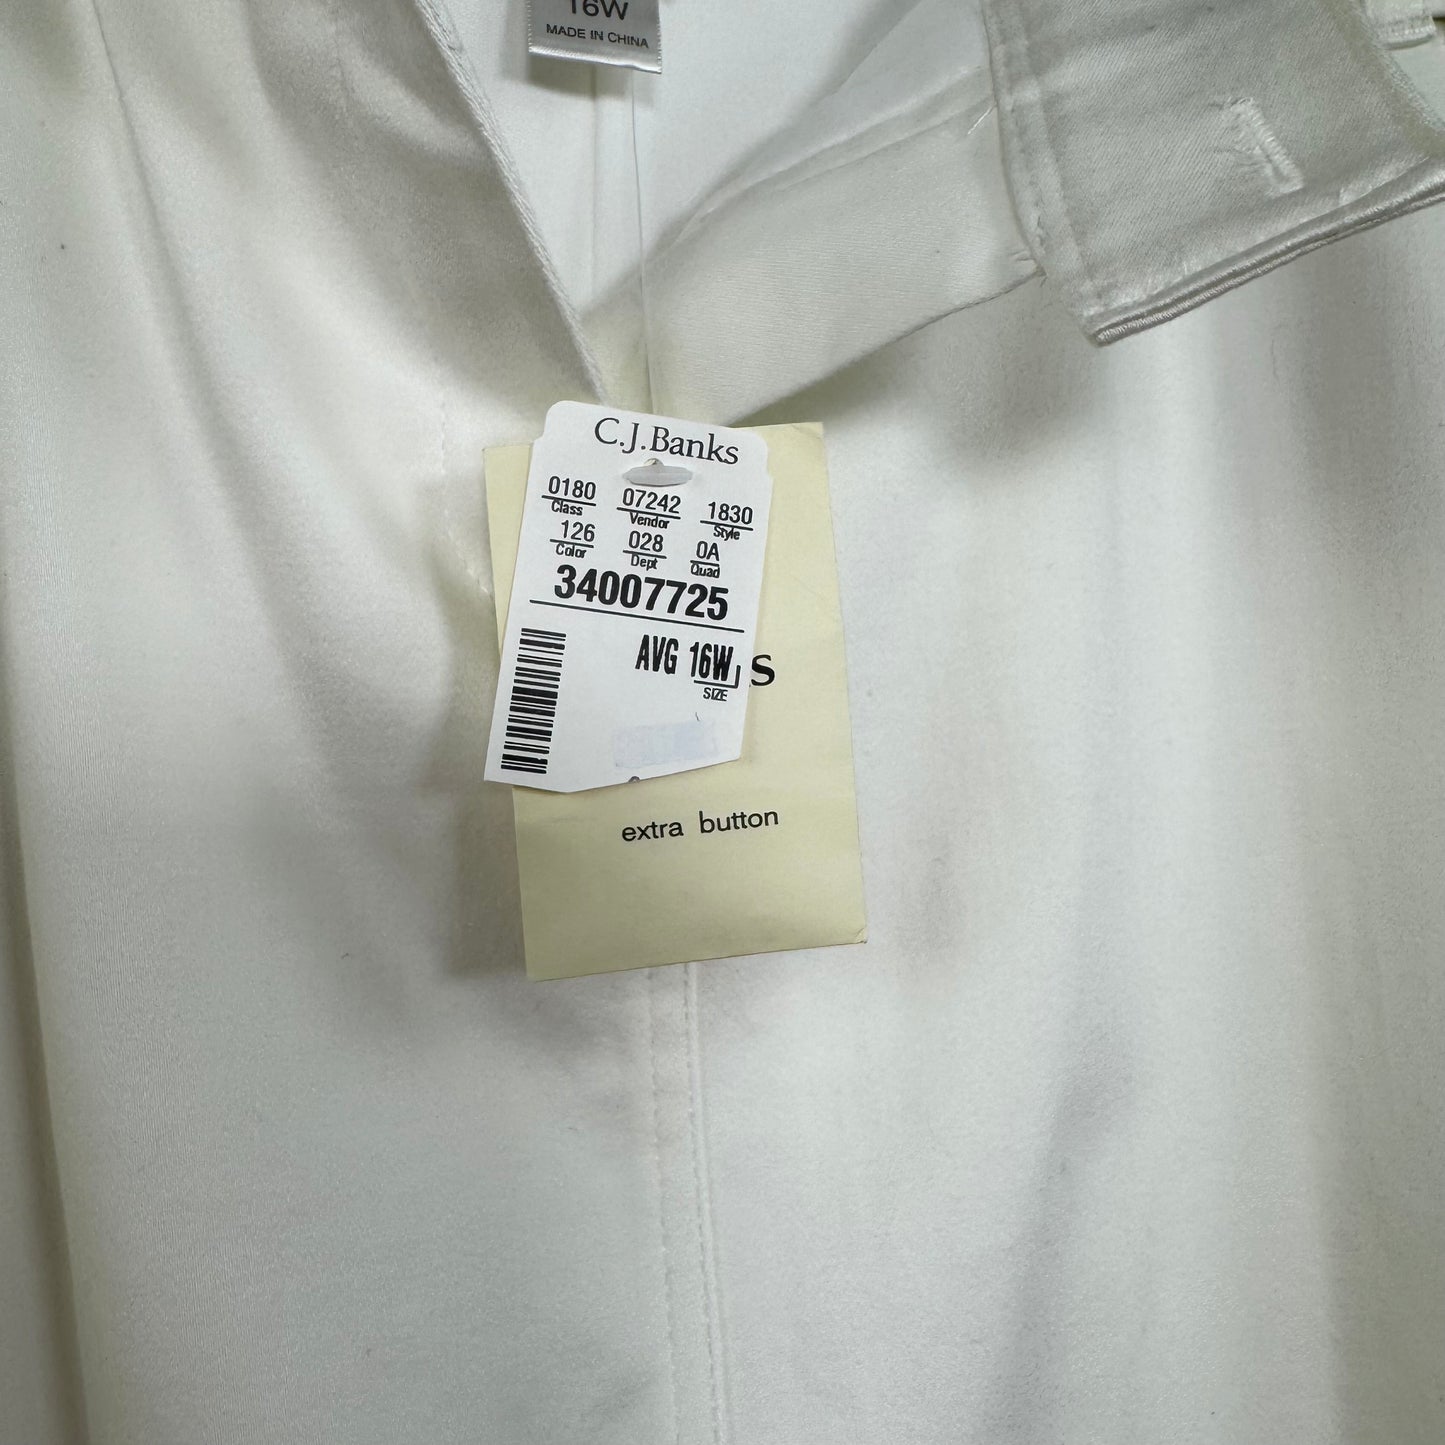 16W
MADE IN CHINA
C.J.Banks
0180 07242 1830
Class Vendor Style
126 028 0A
Color Dept Quad
34007725
AVG 16W
SIZE
S
extra button